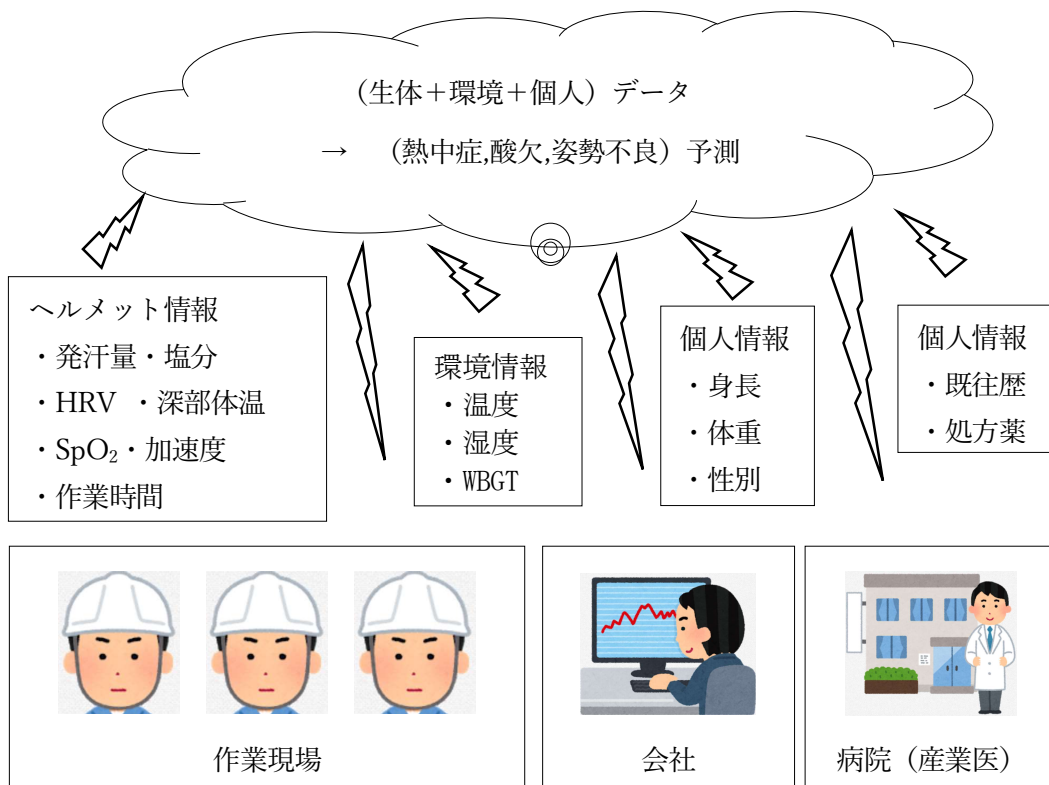 （生体＋環境＋個人）データ
→　（熱中症,酸欠,姿勢不良）予測
ヘルメット情報
・発汗量・塩分
・HRV ・深部体温
・SpO₂・加速度
・作業時間
環境情報
・温度
・湿度
・WBGT
個人情報
・身長
・体重
・性別
個人情報
・既往歴
・処方薬
作業現場
会社
病院（産業医）